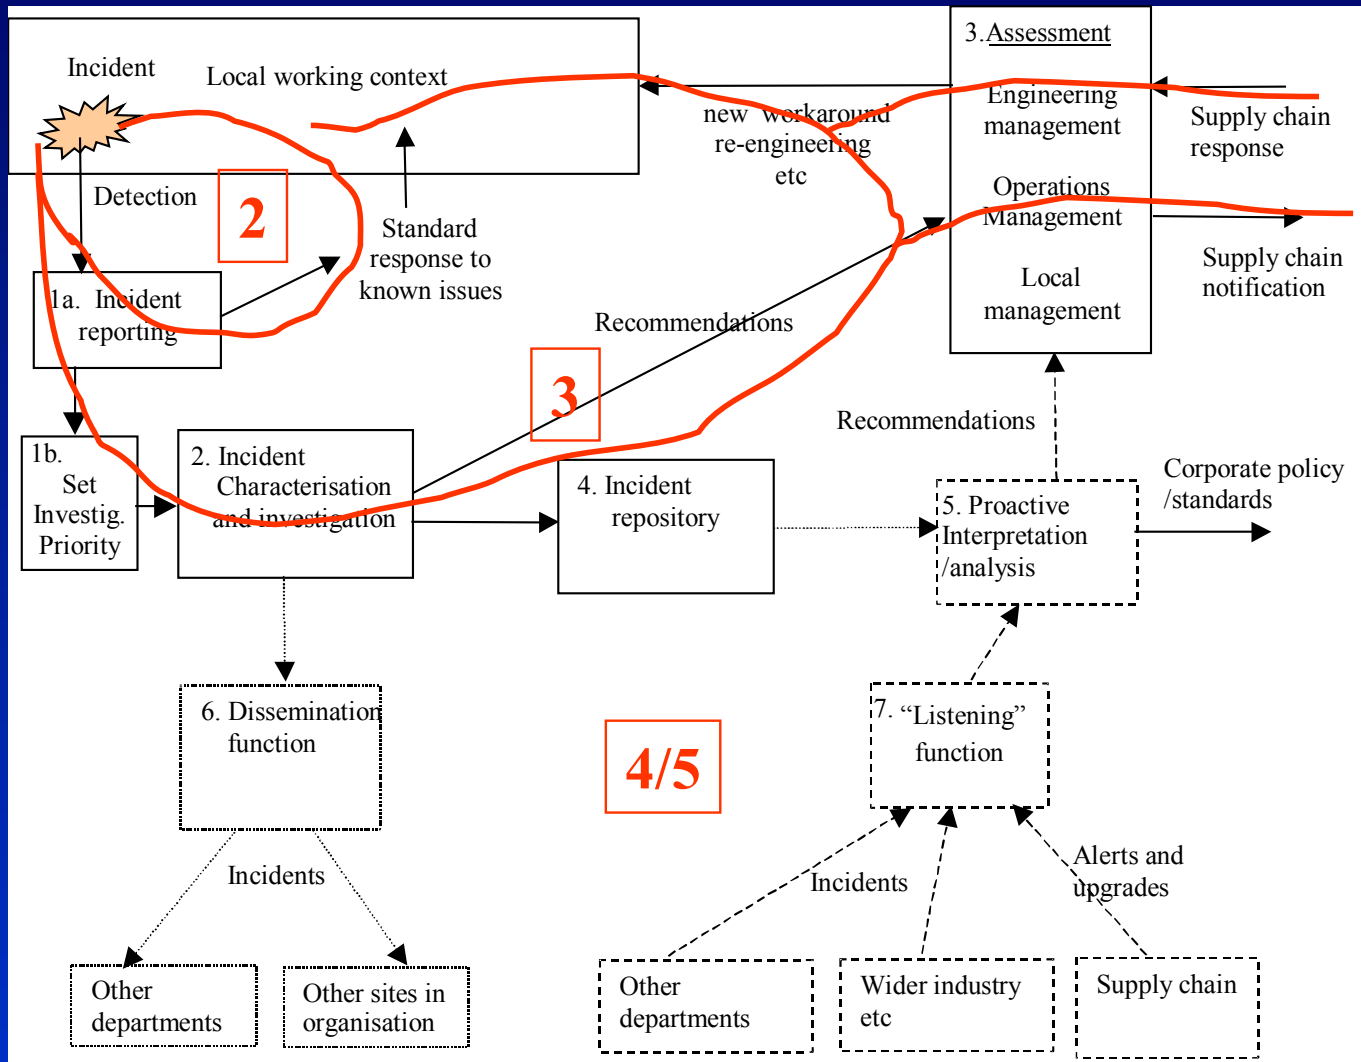 Incident
Local working context
Detection
2
Standard
response to
known issues
1a. Incident
reporting
1b.
Set
Investig.
Priority
2. Incident
Characterisation
and investigation
3
Recommendations
new workaround
re-engineering
etc
3.Assessment
Engineering
management
Operations
Management
Local
management
Supply chain
response
Supply chain
notification
Recommendations
4. Incident
repository
5. Proactive
Interpretation
/analysis
Corporate policy
/standards
6. Dissemination
function
4/5
7. “Listening”
function
Incidents
Incidents
Alerts and
upgrades
Other
departments
Other sites in
organisation
Other
departments
Wider industry
etc
Supply chain